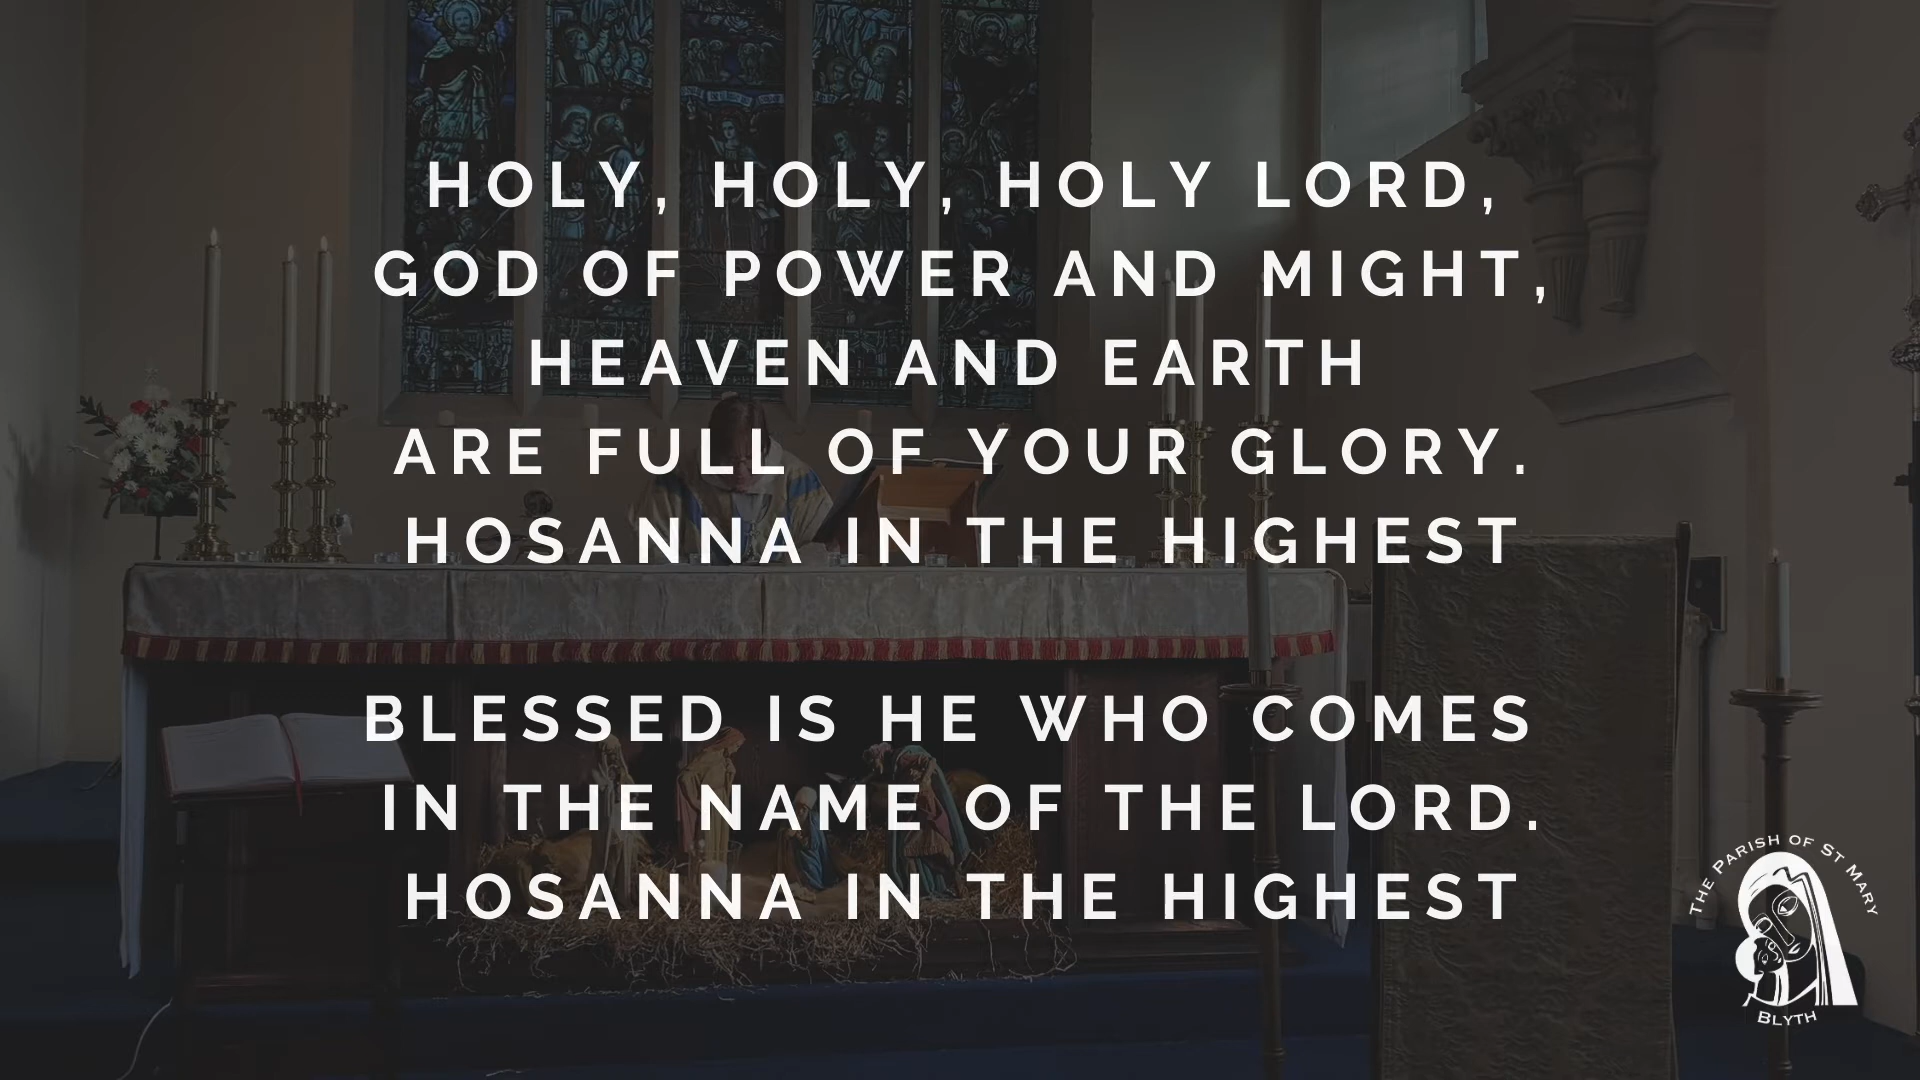 HOLY, HOLY, HOLY LORD,
GOD OF POWER AND MIGHT,
HEAVEN AND EARTH
ARE FULL OF YOUR GLORY.
HOSANNA IN THE HIGHEST
BLESSED IS HE WHO COMES
IN THE NAME OF THE LORD.
HOSANNA IN THE HIGHEST
THE PARISH OF ST MARY
BLYTH